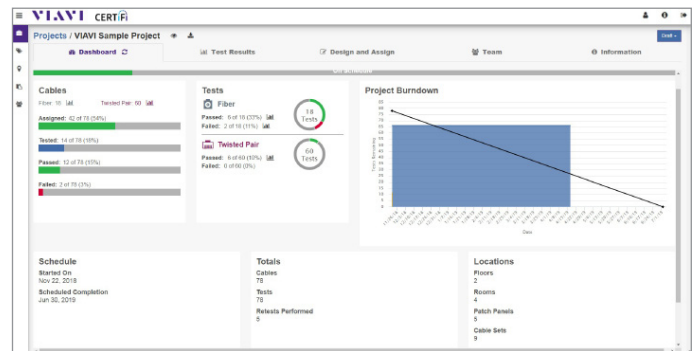 VIAVI CERTiFi
Projects / VIAVI Sample Project
Draft
Dashboard
Test Results
Design and Assign
Team
Information
On Schedule
Cables
Fiber: 18
Twisted Pair: 60
Assigned: 42 of 78 (54%)
Tested: 14 of 78 (18%)
Passed: 12 of 78 (15%)
Failed: 2 of 78 (3%)
Tests
Fiber
Passed: 6 of 18 (33%)
Failed: 2 of 18 (11%)
18
Tests
Twisted Pair
Passed: 6 of 60 (10%)
Failed: 0 of 60 (0%)
60
Tests
Project Burndown
Tests Remaining
Date
Schedule
Started On
Nov 22, 2018
Scheduled Completion
Jun 30, 2019
Totals
Cables
78
Tests
78
Retests Performed
5
Locations
Floors
2
Rooms
4
Patch Panels
5
Cable Sets
9